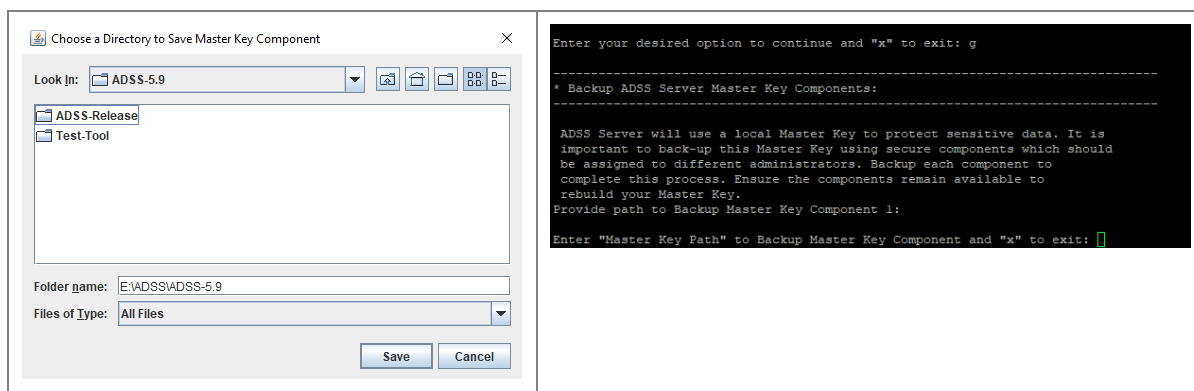 Choose a Directory to Save Master Key Component
Look In: ADSS-5.9
ADSS-Release
Test-Tool
Folder name: E:\ADSS\ADSS-5.9
Files of Type: All Files
Save Cancel
Enter your desired option to continue and "x" to exit: g
--------------------------------------------------------------------------------
* Backup ADSS Server Master Key Components:
--------------------------------------------------------------------------------
ADSS Server will use a local Master Key to protect sensitive data. It is
important to back-up this Master Key using secure components which should
be assigned to different administrators. Backup each component to
complete this process. Ensure the components remain available to
rebuild your Master Key.
Provide path to Backup Master Key Component 1:
Enter "Master Key Path" to Backup Master Key Component and "x" to exit: